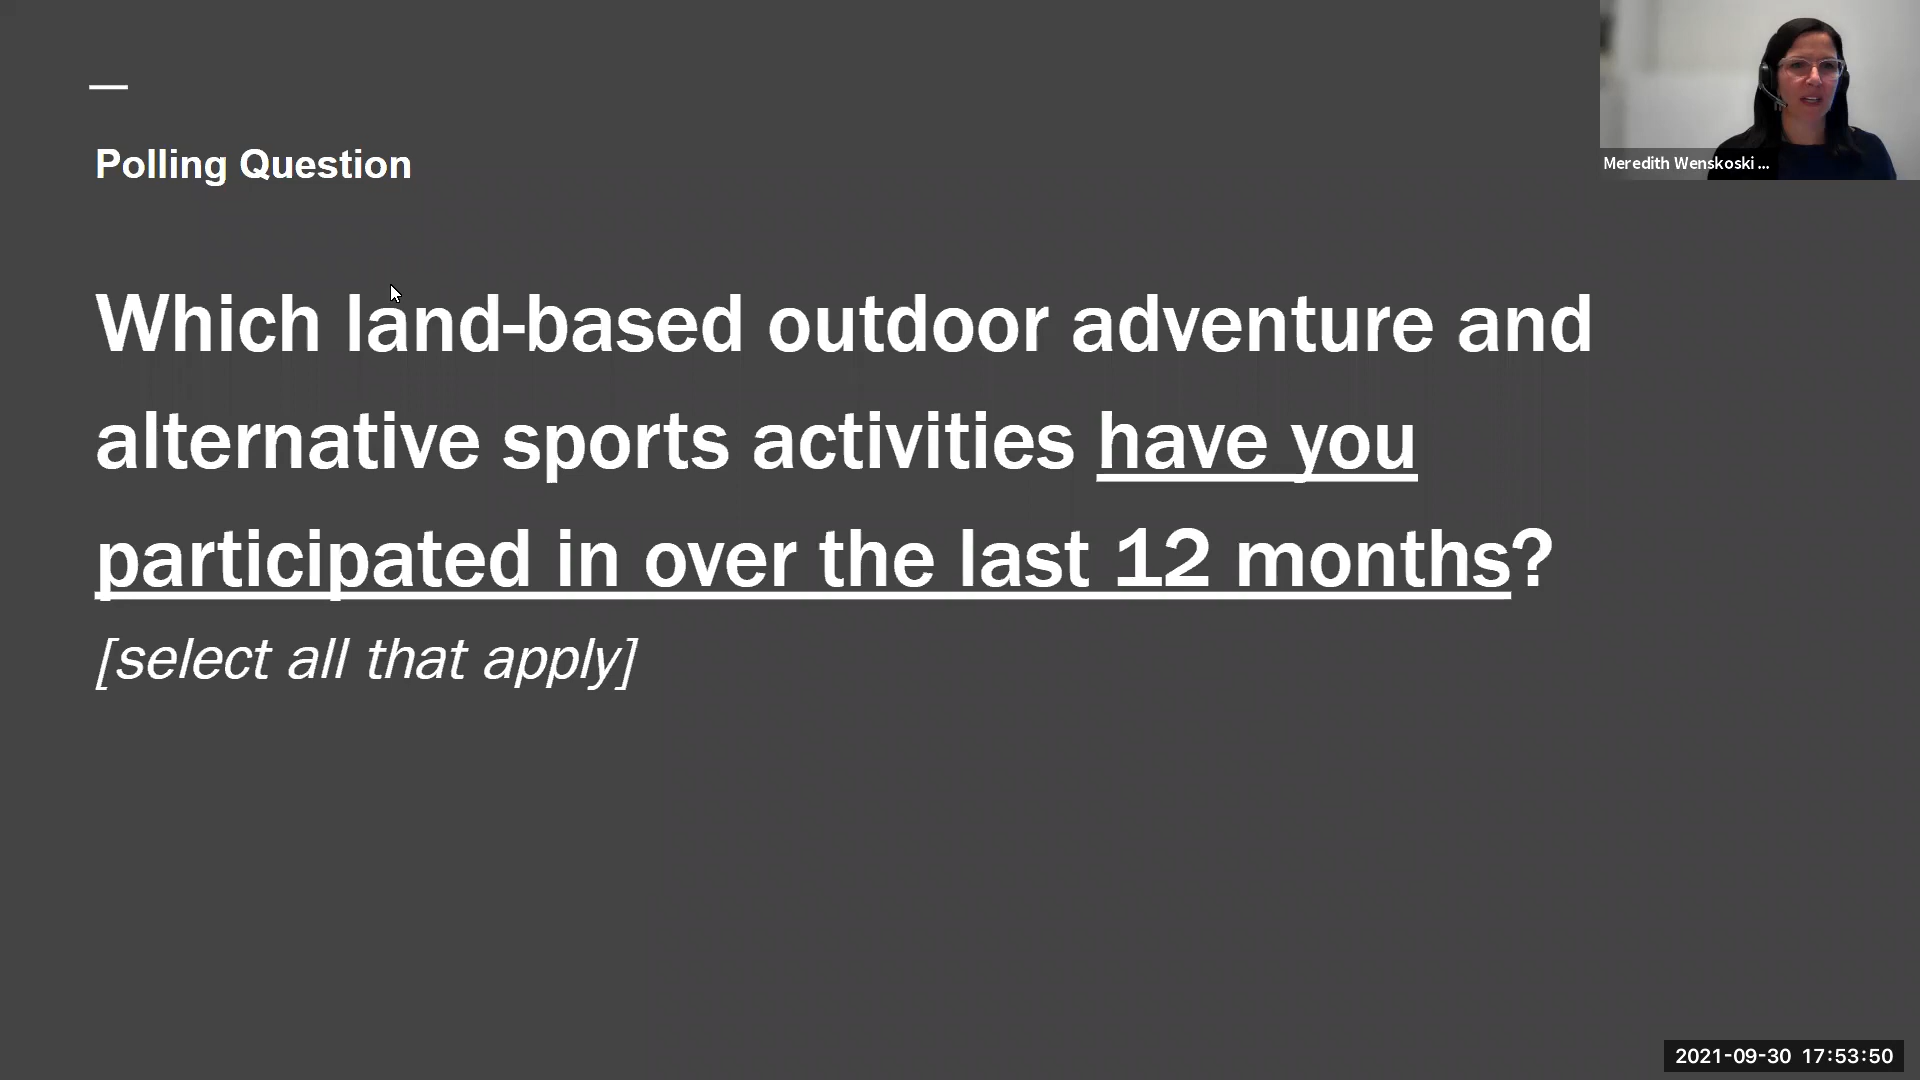 Polling Question
Meredith Wenskoski ...
Which land-based outdoor adventure and
alternative sports activities have you
participated in over the last 12 months?
[select all that apply]
2021-09-30 17:53:50